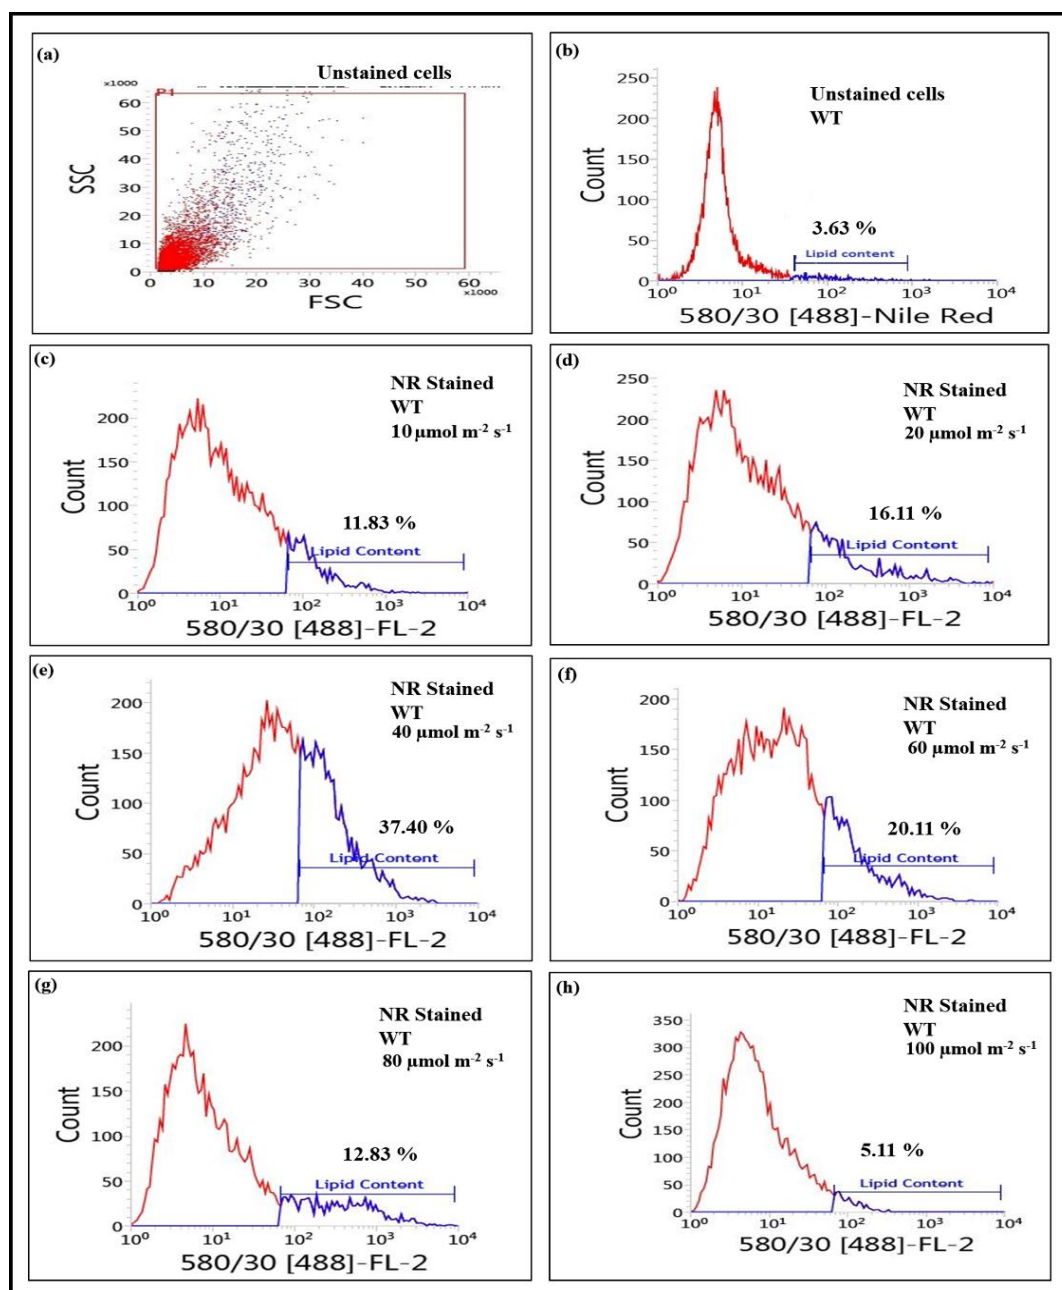 (a)
Unstained cells
x1000
P1
60
50
40
30
20
10
0
SSC
0 10 20 30 40 50 60
x1000
FSC
(b)
250
200
150
100
50
0
Count
Unstained cells
WT
3.63 %
Lipid content
10⁰ 10¹ 10² 10³ 10⁴
580/30 [488]-Nile Red
(c)
200
150
100
50
0
Count
NR Stained
WT
10 µmol m⁻² s⁻¹
11.83 %
Lipid Content
10⁰ 10¹ 10² 10³ 10⁴
580/30 [488]-FL-2
(d)
250
200
150
100
50
0
Count
NR Stained
WT
20 µmol m⁻² s⁻¹
16.11 %
Lipid Content
10⁰ 10¹ 10² 10³ 10⁴
580/30 [488]-FL-2
(e)
200
150
100
50
0
Count
NR Stained
WT
40 µmol m⁻² s⁻¹
37.40 %
Lipid Content
10⁰ 10¹ 10² 10³ 10⁴
580/30 [488]-FL-2
(f)
200
150
100
50
0
Count
NR Stained
WT
60 µmol m⁻² s⁻¹
20.11 %
Lipid Content
10⁰ 10¹ 10² 10³ 10⁴
580/30 [488]-FL-2
(g)
200
150
100
50
0
Count
NR Stained
WT
80 µmol m⁻² s⁻¹
12.83 %
Lipid Content
10⁰ 10¹ 10² 10³ 10⁴
580/30 [488]-FL-2
(h)
350
300
250
200
150
100
50
0
Count
NR Stained
WT
100 µmol m⁻² s⁻¹
5.11 %
Lipid Content
10⁰ 10¹ 10² 10³ 10⁴
580/30 [488]-FL-2